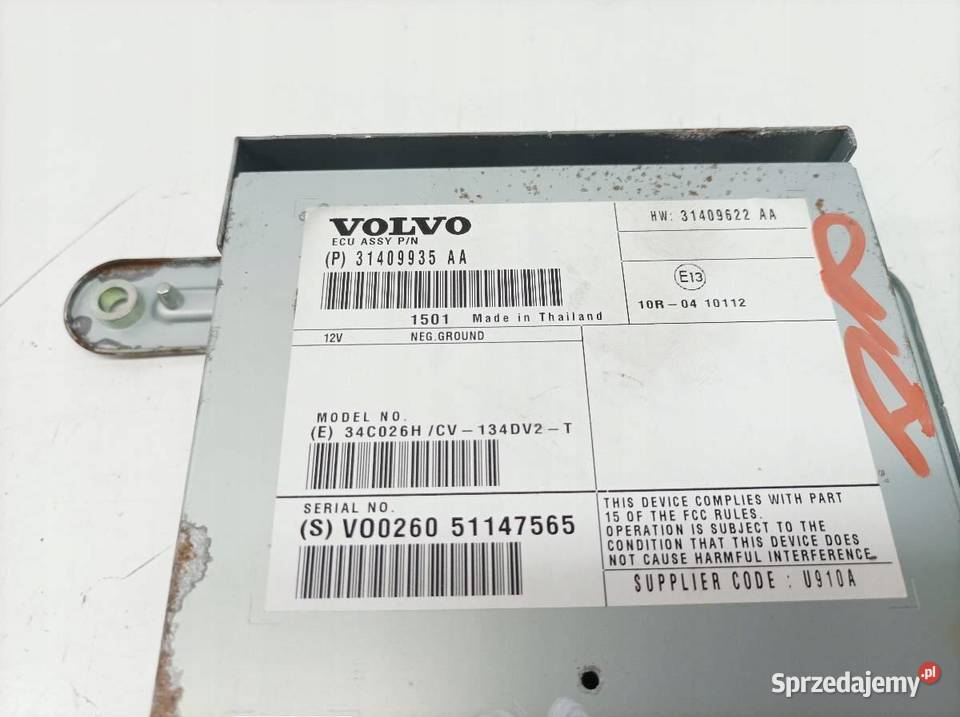 VOLVO
ECU ASSY P/N
(P) 31409935 AA
1501 Made in Thailand
HW: 31409622 AA
E13
10R-04 10112
12V NEG.GROUND
MODEL NO.
(E) 34C026H/CV-134DV2-T
SERIAL NO.
(S) VO0260 51147565
THIS DEVICE COMPLIES WITH PART
15 OF THE FCC RULES.
OPERATION IS SUBJECT TO THE
CONDITION THAT THIS DEVICE DOES
NOT CAUSE HARMFUL INTERFERENCE.
SUPPLIER CODE : U910A
Sprzedajemy.pl